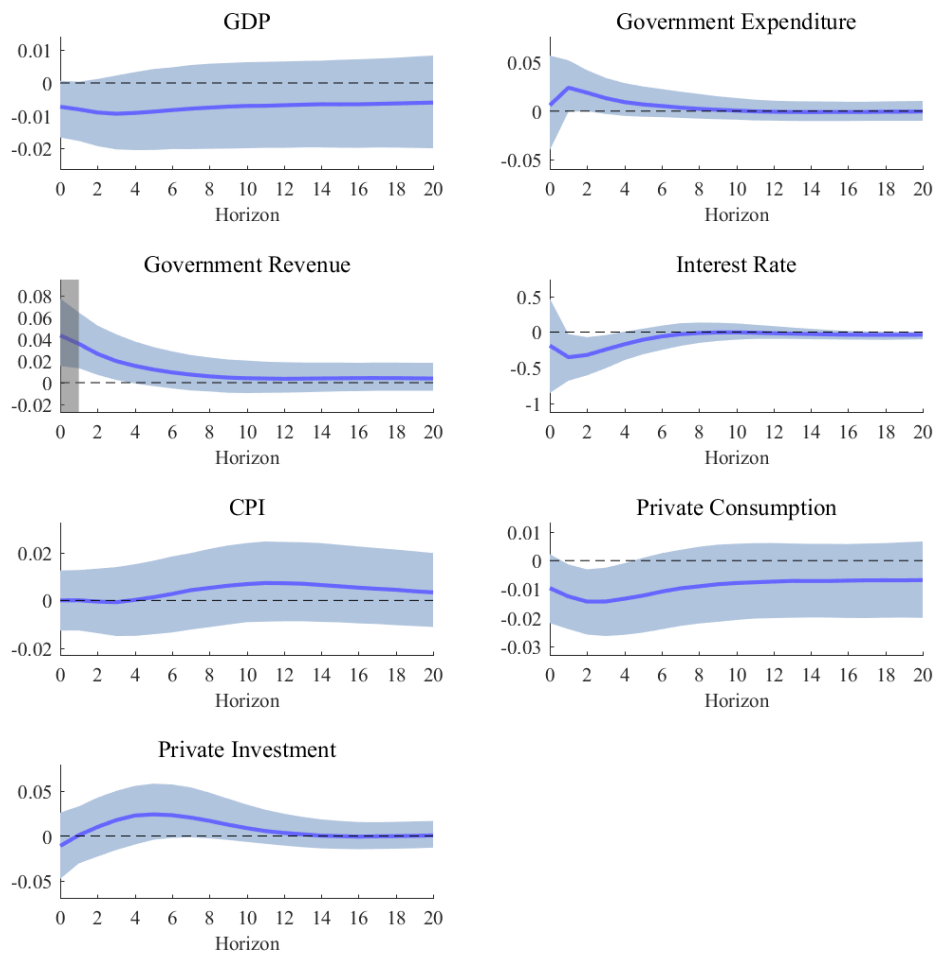 GDP
0.01
0
-0.01
-0.02
0 2 4 6 8 10 12 14 16 18 20
Horizon
Government Expenditure
0.05
0
-0.05
0 2 4 6 8 10 12 14 16 18 20
Horizon
Government Revenue
0.08
0.06
0.04
0.02
0
-0.02
0 2 4 6 8 10 12 14 16 18 20
Horizon
Interest Rate
0.5
0
-0.5
-1
0 2 4 6 8 10 12 14 16 18 20
Horizon
CPI
0.02
0
-0.02
0 2 4 6 8 10 12 14 16 18 20
Horizon
Private Consumption
0.01
0
-0.01
-0.02
-0.03
0 2 4 6 8 10 12 14 16 18 20
Horizon
Private Investment
0.05
0
-0.05
0 2 4 6 8 10 12 14 16 18 20
Horizon